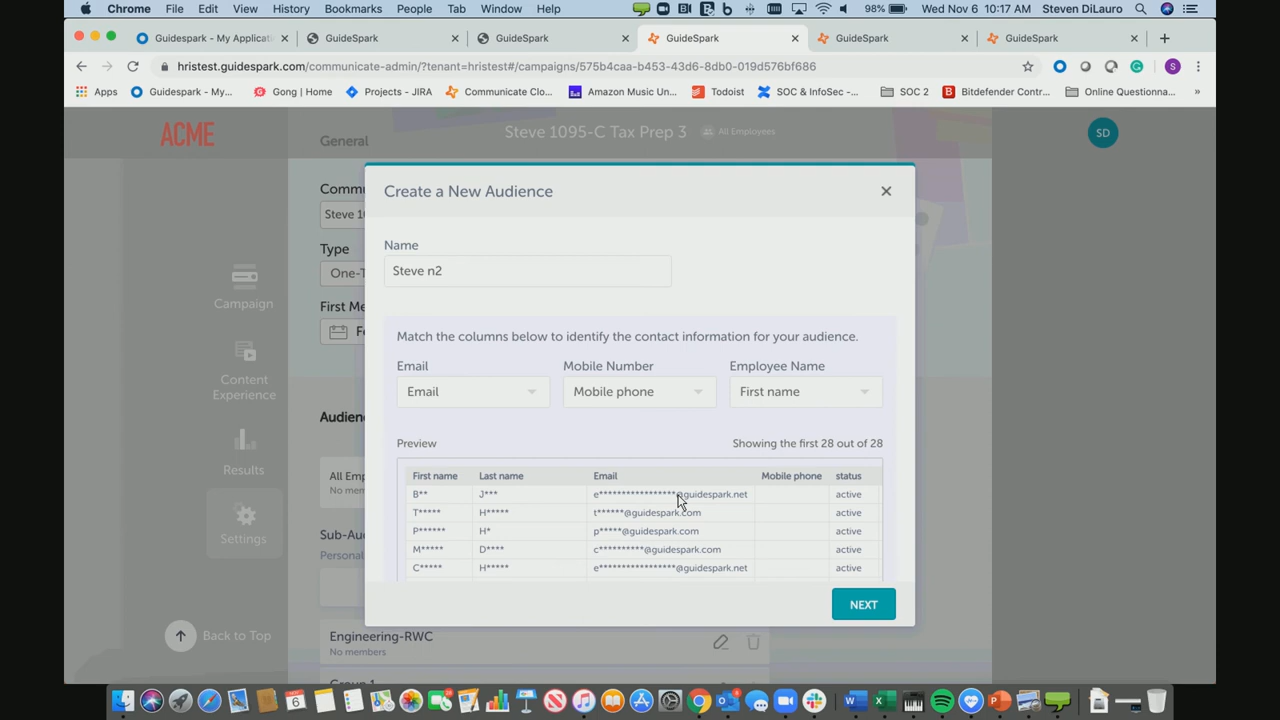 Chrome File Edit View History Bookmarks People Tab Window Help 98% Wed Nov 6 10:17 AM Steven DiLauro
Guidespark - My Applicati GuideSpark GuideSpark GuideSpark GuideSpark GuideSpark
hristest.guidespark.com/communicate-admin/?tenant=hristest#/campaigns/575b4caa-b453-43d6-8db0-019d576bf686 S
Apps Guidespark - My... Gong | Home Projects - JIRA Communicate Clo... Amazon Music Un... Todoist SOC & InfoSec -... SOC 2 Bitdefender Contr... Online Questionna... »
ACME Steve 1095-C Tax Prep 3 All Employees SD
General
Create a New Audience
Commu
Steve 10
Type
One-T
First Me
Fe
Name
Steve n2
Match the columns below to identify the contact information for your audience.
Email Mobile Number Employee Name
Email Mobile phone First name
Preview Showing the first 28 out of 28
First name Last name Email Mobile phone status
B** J*** e*****************@guidespark.net active
T***** H***** t******@guidespark.com active
P****** H* p*****@guidespark.com active
M***** D**** c**********@guidespark.com active
C***** H***** e*****************@guidespark.net active
NEXT
Campaign
Content
Experience
Results
Settings
Back to Top
Audien
All Emp
No mem
Sub-Au
Personal
Engineering-RWC
No members
Group 1